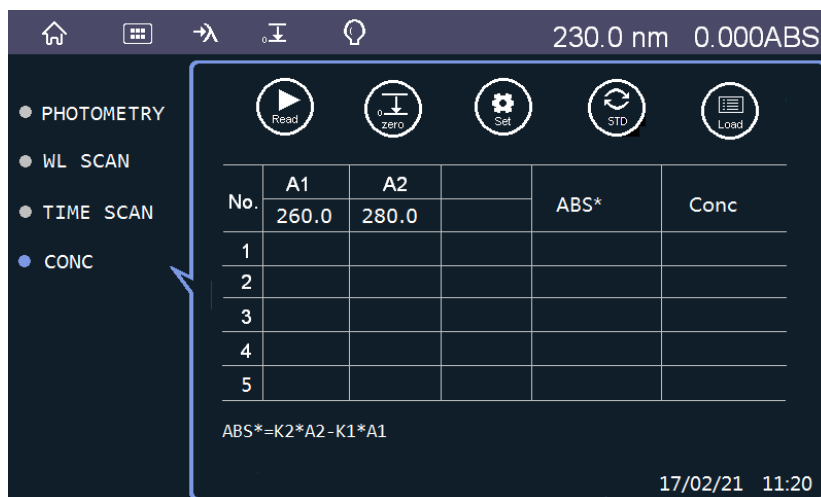 230.0 nm 0.000ABS
PHOTOMETRY
WL SCAN
TIME SCAN
CONC
Read
0
zero
Set
STD
Load
No. A1 A2 ABS* Conc
260.0 280.0
1
2
3
4
5
ABS*=K2*A2-K1*A1
17/02/21 11:20